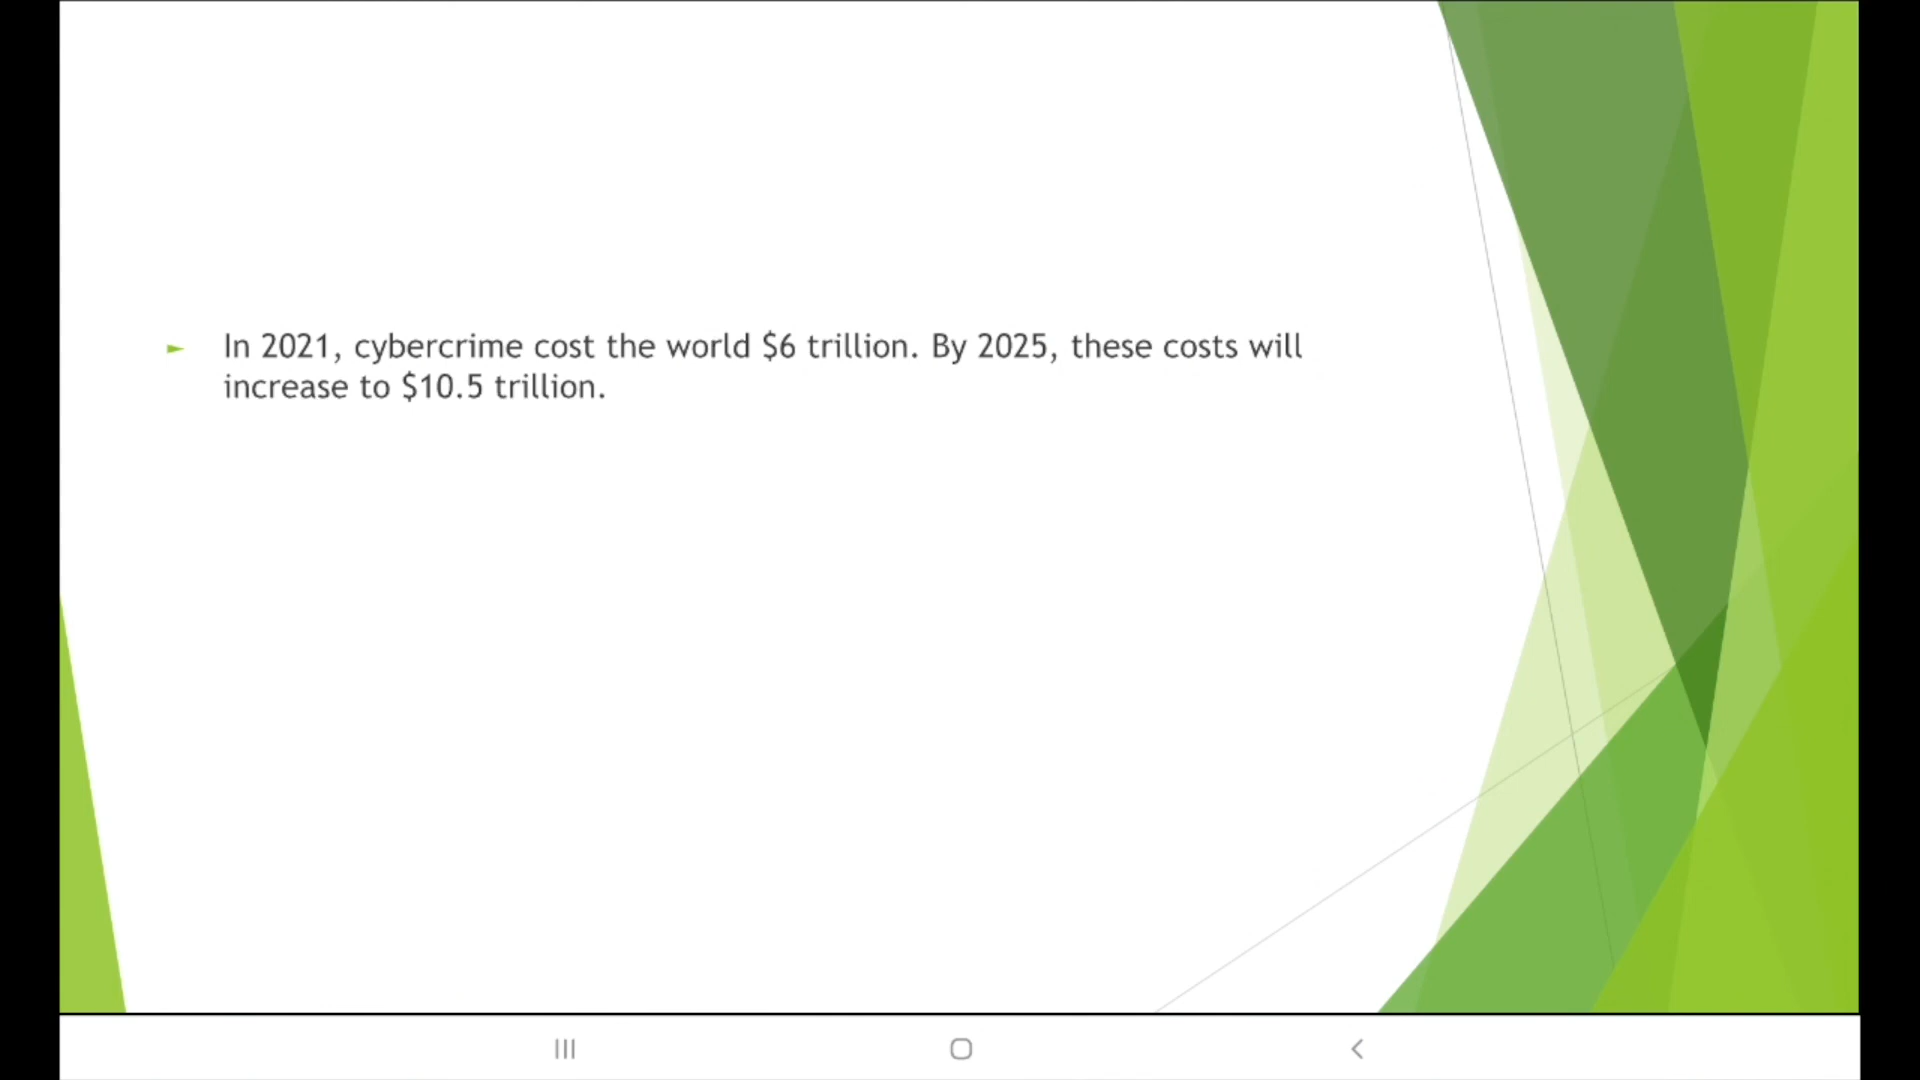 In 2021, cybercrime cost the world $6 trillion. By 2025, these costs will
increase to $10.5 trillion.